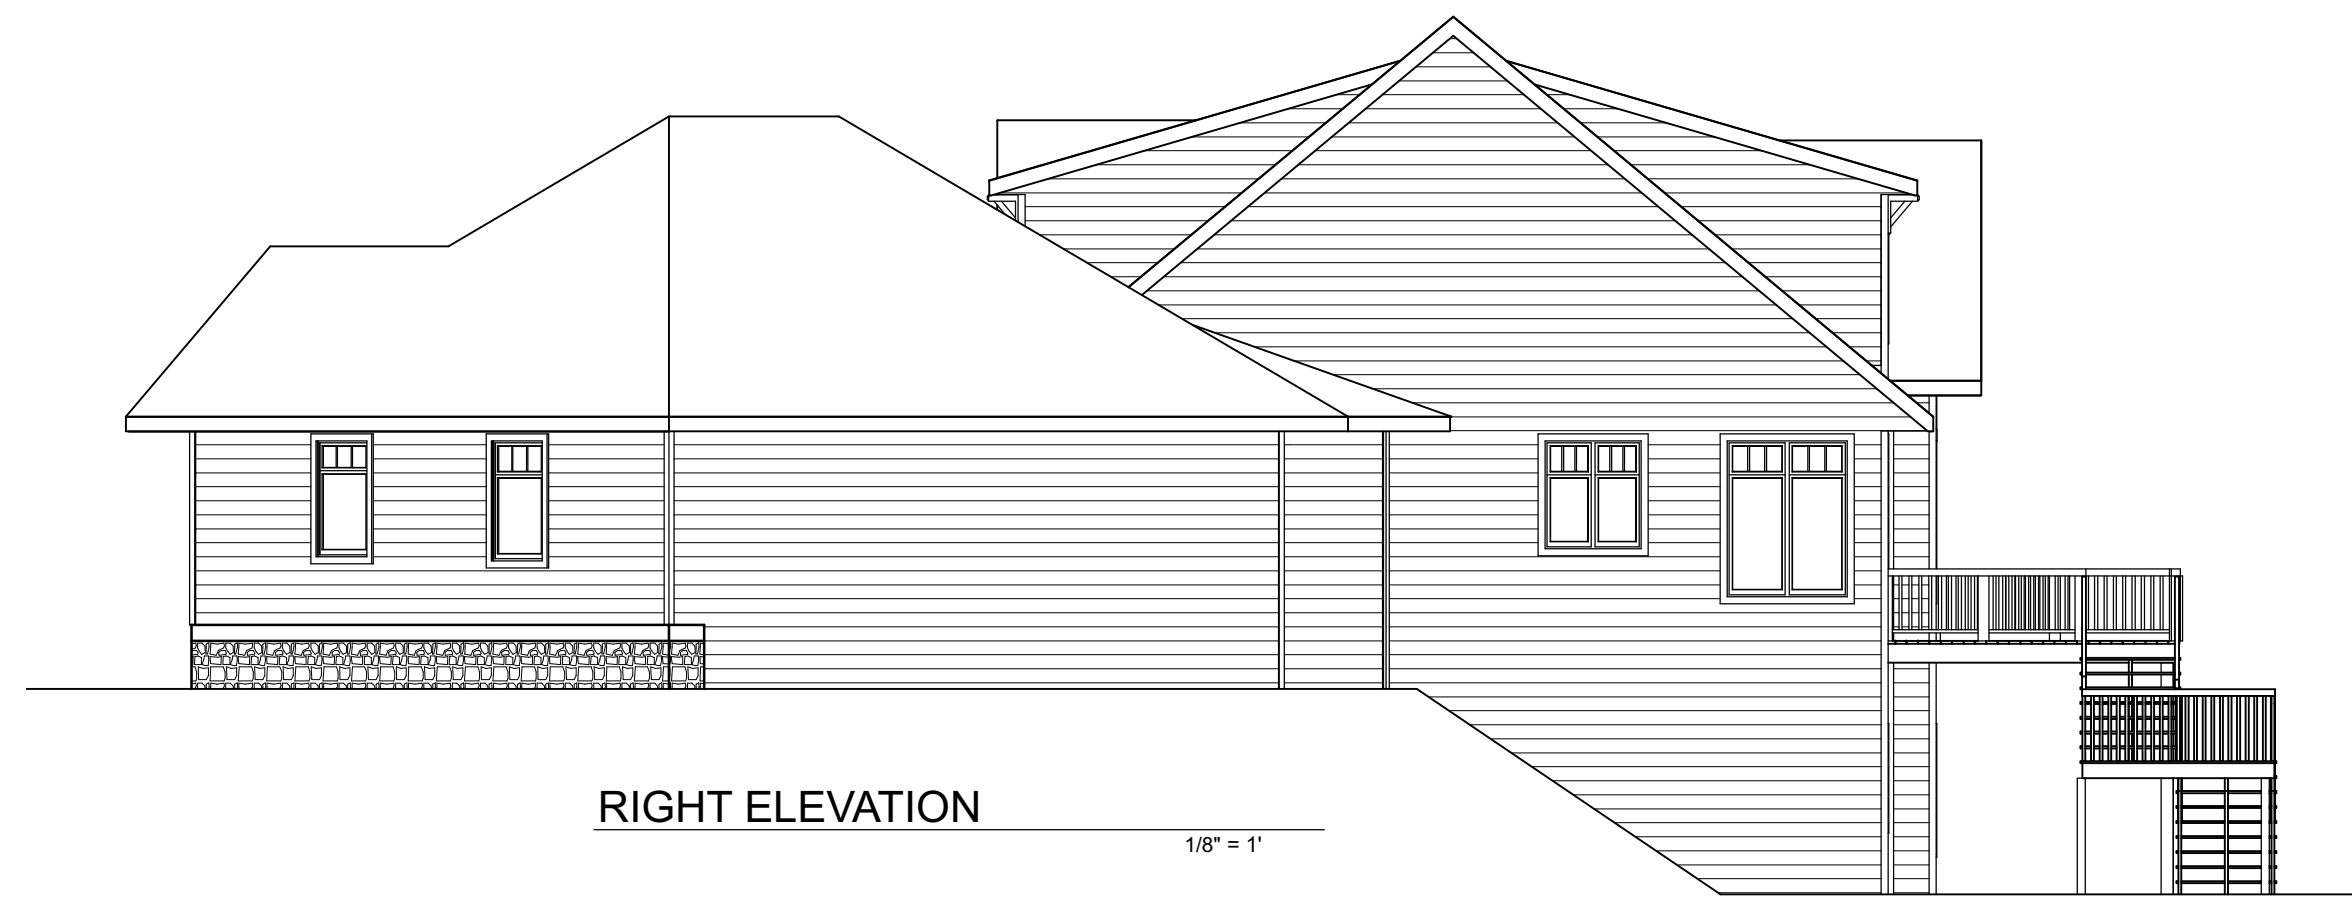 RIGHT ELEVATION
1/8" = 1'